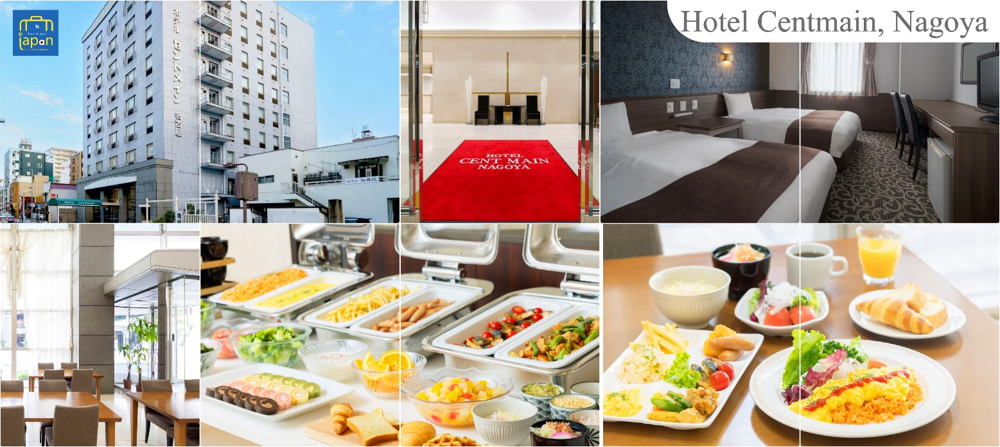 japan
Hotel Centmain, Nagoya
ホテル セントメイン 名古屋
HOTEL CENTMAIN
HOTEL
CENT MAIN
NAGOYA